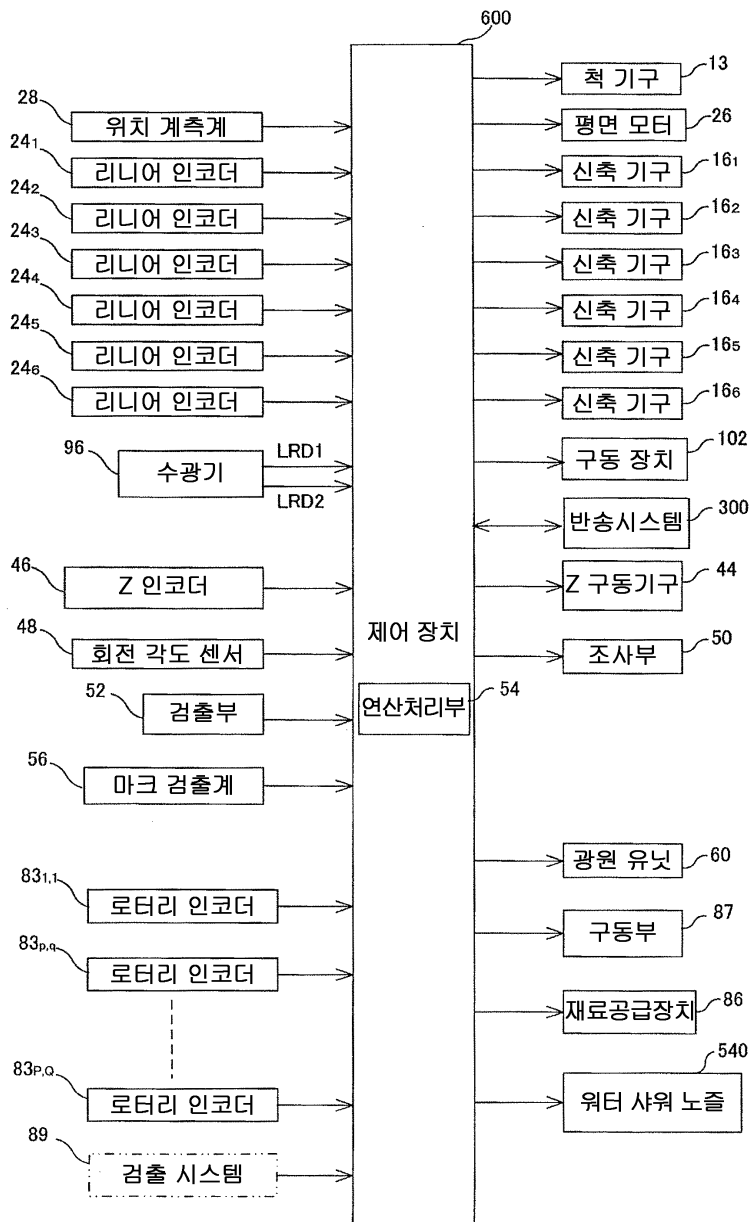 600
28
위치 계측계
24₁
리니어 인코더
24₂
리니어 인코더
24₃
리니어 인코더
24₄
리니어 인코더
24₅
리니어 인코더
24₆
리니어 인코더
96
수광기
LRD1
LRD2
46
Z 인코더
48
회전 각도 센서
52
검출부
56
마크 검출계
83₁,₁
로터리 인코더
83p,q
로터리 인코더
83P,Q
로터리 인코더
89
검출 시스템
제어 장치
연산처리부
54
척 기구
13
평면 모터
26
신축 기구
16₁
신축 기구
16₂
신축 기구
16₃
신축 기구
16₄
신축 기구
16₅
신축 기구
16₆
구동 장치
102
반송시스템
300
Z 구동기구
44
조사부
50
광원 유닛
60
구동부
87
재료공급장치
86
워터 샤워 노즐
540